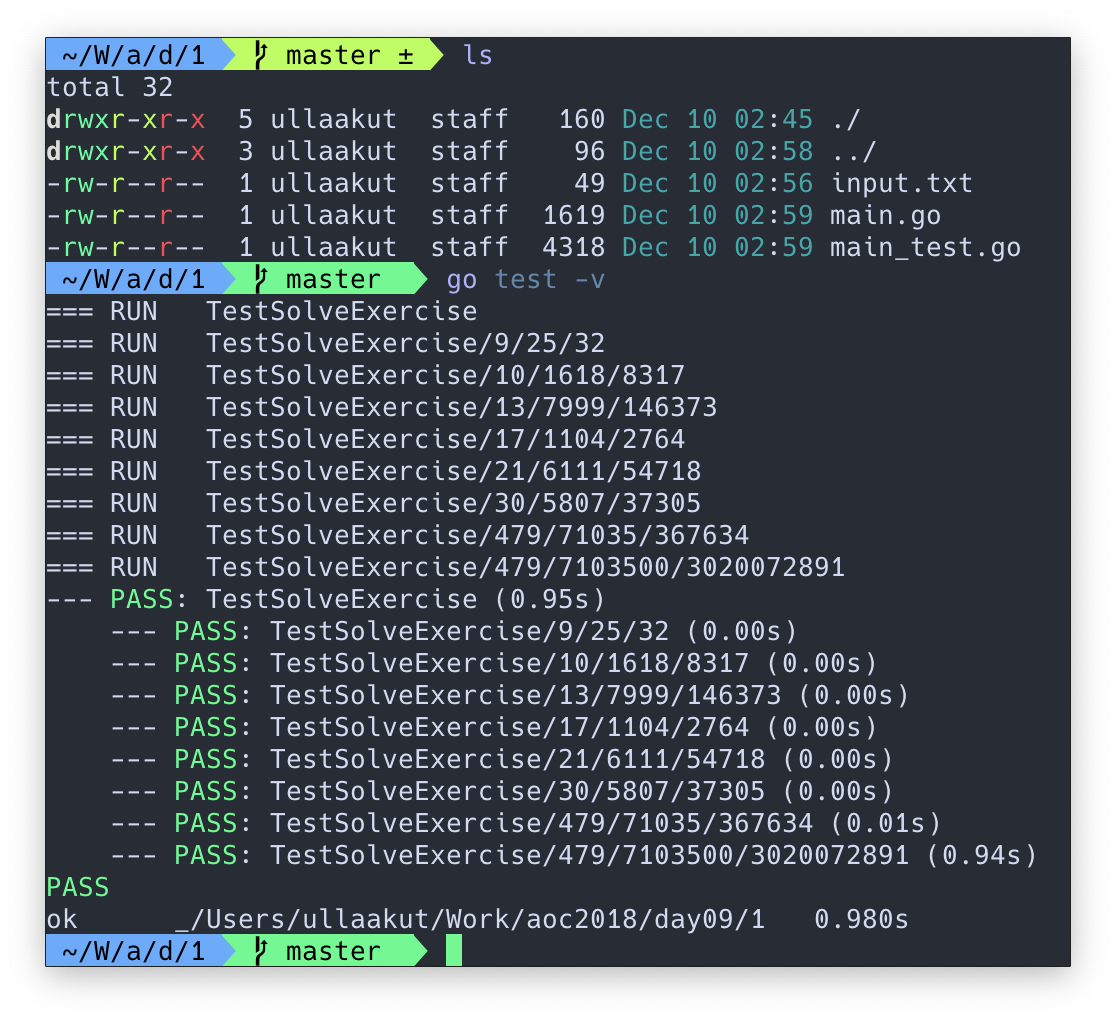 ~/W/a/d/1 master ± ls
total 32
drwxr-xr-x  5 ullaakut  staff   160 Dec 10 02:45 ./
drwxr-xr-x  3 ullaakut  staff    96 Dec 10 02:58 ../
-rw-r--r--  1 ullaakut  staff    49 Dec 10 02:56 input.txt
-rw-r--r--  1 ullaakut  staff  1619 Dec 10 02:59 main.go
-rw-r--r--  1 ullaakut  staff  4318 Dec 10 02:59 main_test.go
~/W/a/d/1 master go test -v
=== RUN   TestSolveExercise
=== RUN   TestSolveExercise/9/25/32
=== RUN   TestSolveExercise/10/1618/8317
=== RUN   TestSolveExercise/13/7999/146373
=== RUN   TestSolveExercise/17/1104/2764
=== RUN   TestSolveExercise/21/6111/54718
=== RUN   TestSolveExercise/30/5807/37305
=== RUN   TestSolveExercise/479/71035/367634
=== RUN   TestSolveExercise/479/7103500/3020072891
--- PASS: TestSolveExercise (0.95s)
    --- PASS: TestSolveExercise/9/25/32 (0.00s)
    --- PASS: TestSolveExercise/10/1618/8317 (0.00s)
    --- PASS: TestSolveExercise/13/7999/146373 (0.00s)
    --- PASS: TestSolveExercise/17/1104/2764 (0.00s)
    --- PASS: TestSolveExercise/21/6111/54718 (0.00s)
    --- PASS: TestSolveExercise/30/5807/37305 (0.00s)
    --- PASS: TestSolveExercise/479/71035/367634 (0.01s)
    --- PASS: TestSolveExercise/479/7103500/3020072891 (0.94s)
PASS
ok      _/Users/ullaakut/Work/aoc2018/day09/1   0.980s
~/W/a/d/1 master